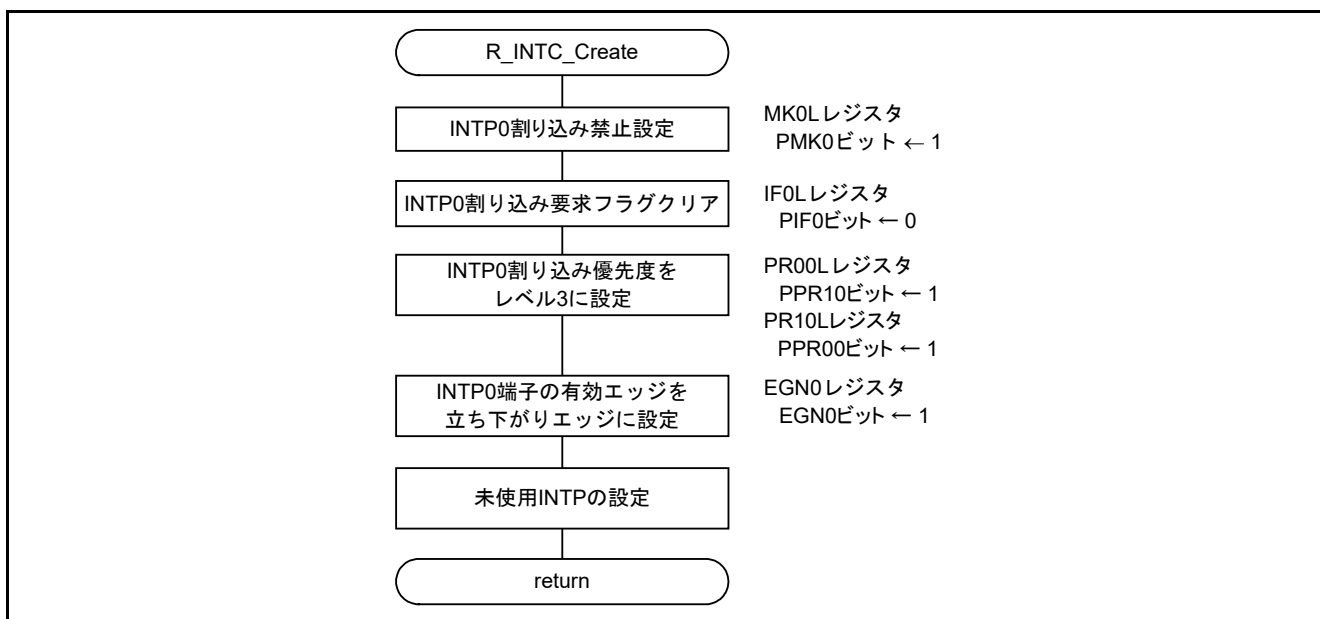 R_INTC_Create
INTP0割り込み禁止設定
MK0Lレジスタ
PMK0ビット ← 1
INTP0割り込み要求フラグクリア
IF0Lレジスタ
PIF0ビット ← 0
INTP0割り込み優先度を
レベル3に設定
PR00Lレジスタ
PPR10ビット ← 1
PR10Lレジスタ
PPR00ビット ← 1
INTP0端子の有効エッジを
立ち下がりエッジに設定
EGN0レジスタ
EGN0ビット ← 1
未使用INTPの設定
return